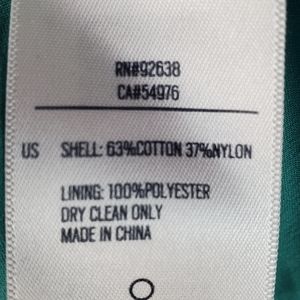 RN#92638
CA#54976
US SHELL: 63%COTTON 37%NYLON
LINING: 100%POLYESTER
DRY CLEAN ONLY
MADE IN CHINA